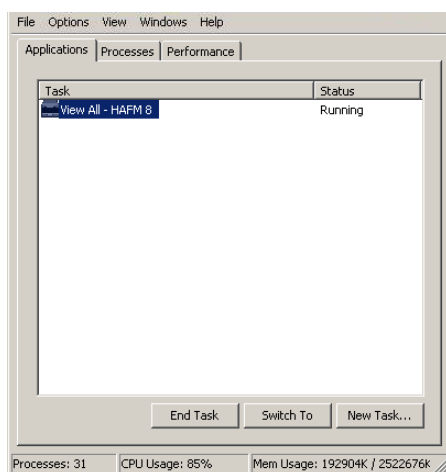 File Options View Windows Help
Applications Processes Performance
Task Status
View All - HAFM 8 Running
End Task Switch To New Task...
Processes: 31 CPU Usage: 85% Mem Usage: 192904K / 2522676K